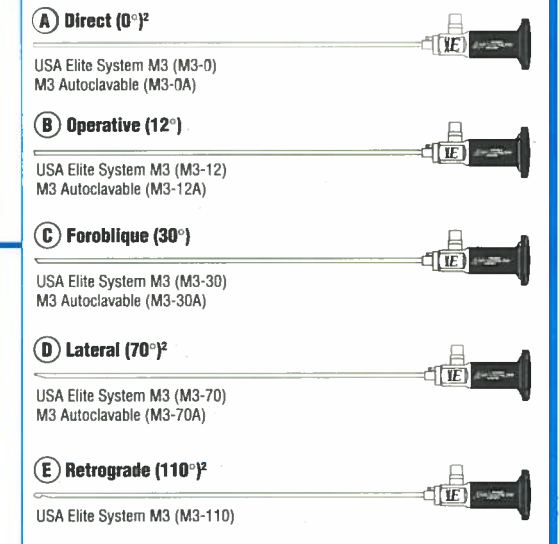 A Direct (0°)²
USA Elite System M3 (M3-0)
M3 Autoclavable (M3-0A)
B Operative (12°)
USA Elite System M3 (M3-12)
M3 Autoclavable (M3-12A)
C Foroblique (30°)
USA Elite System M3 (M3-30)
M3 Autoclavable (M3-30A)
D Lateral (70°)²
USA Elite System M3 (M3-70)
M3 Autoclavable (M3-70A)
E Retrograde (110°)²
USA Elite System M3 (M3-110)